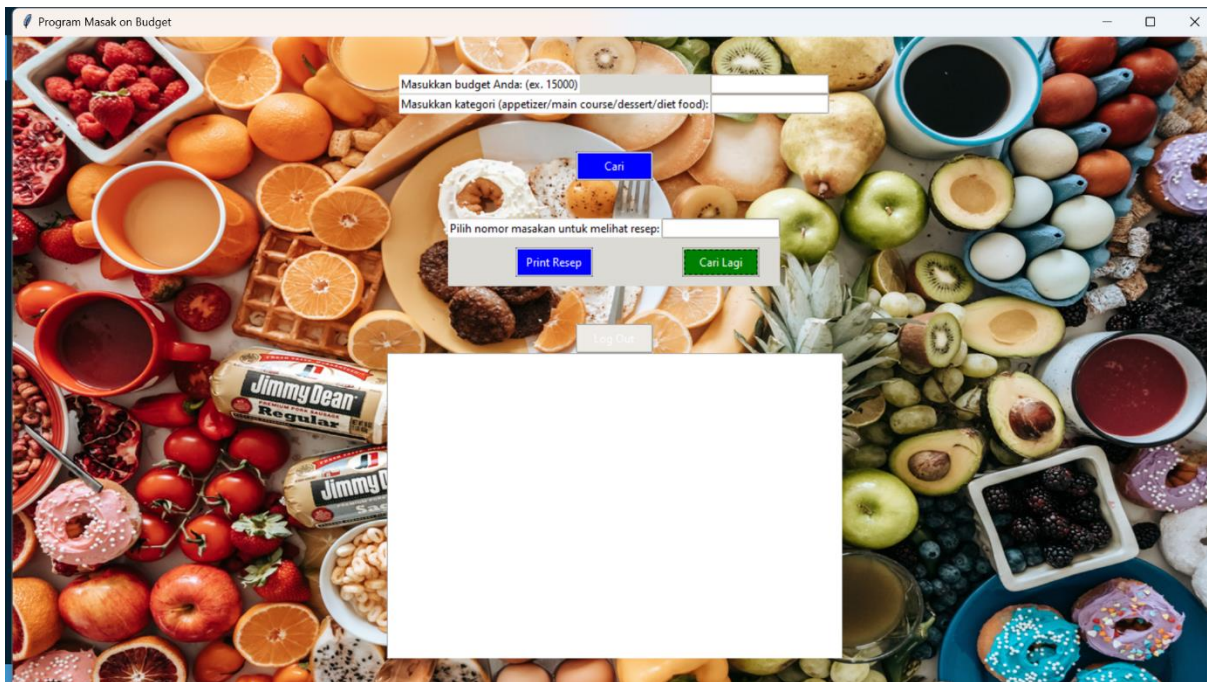 Program Masak on Budget
Masukkan budget Anda: (ex. 15000)
Masukkan kategori (appetizer/main course/dessert/diet food):
Cari
Pilih nomor masakan untuk melihat resep:
Print Resep
Cari Lagi
Log Out
Jimmy Dean
PREMIUM PORK SAUSAGE
Regular
Jimmy